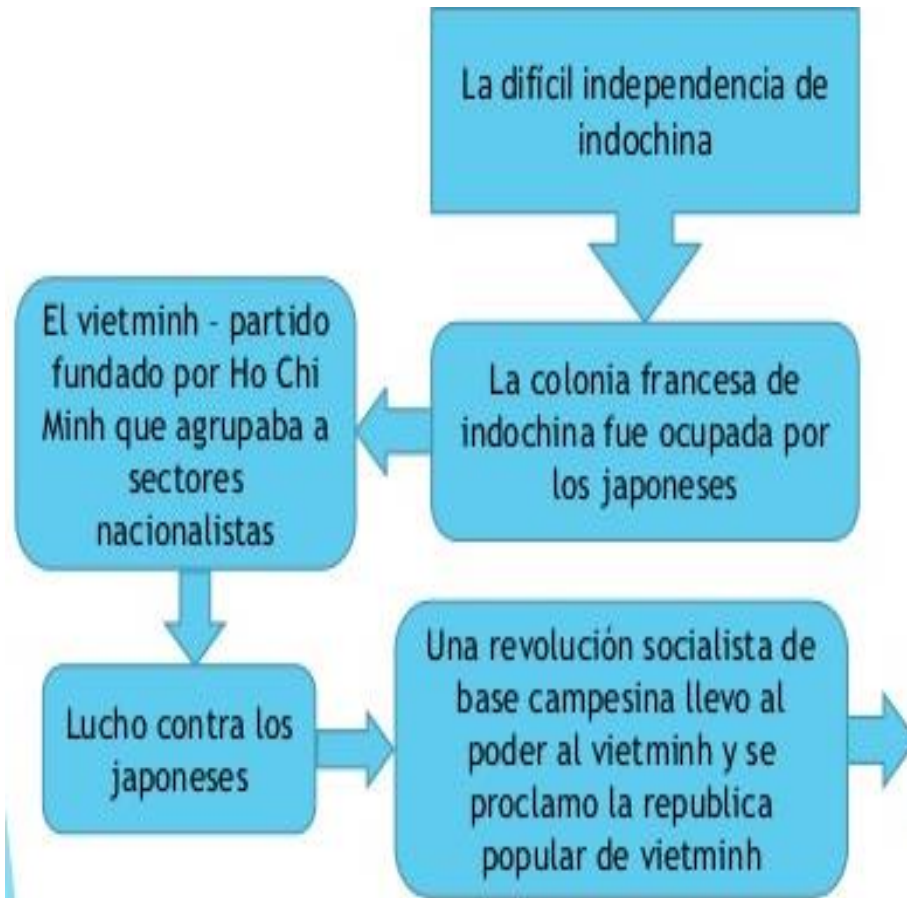 La difícil independencia de
indochina
La colonia francesa de
indochina fue ocupada por
los japoneses
El vietminh - partido
fundado por Ho Chi
Minh que agrupaba a
sectores
nacionalistas
Lucho contra los
japoneses
Una revolución socialista de
base campesina llevo al
poder al vietminh y se
proclamo la republica
popular de vietminh